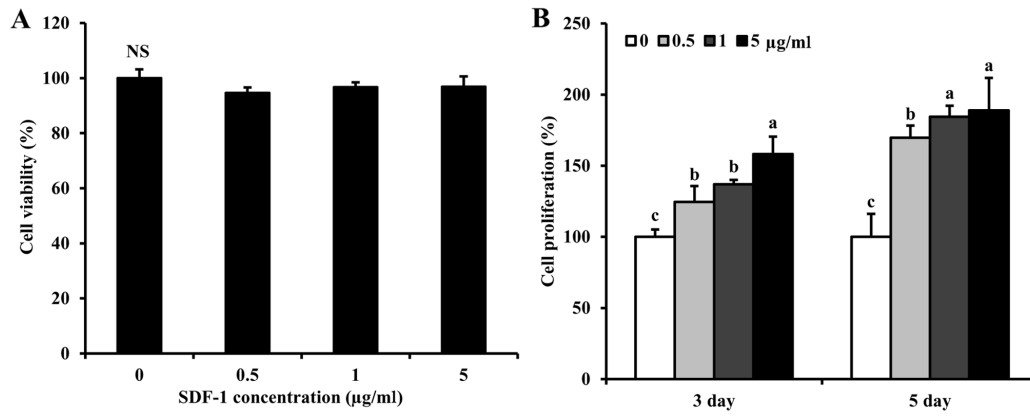 A
Cell viability (%)
120
100
80
60
40
20
0
NS
0
0.5
1
5
SDF-1 concentration (µg/ml)
B
Cell proliferation (%)
250
200
150
100
50
0
0 0.5 1 5 µg/ml
c
b
b
a
c
b
a
a
3 day
5 day